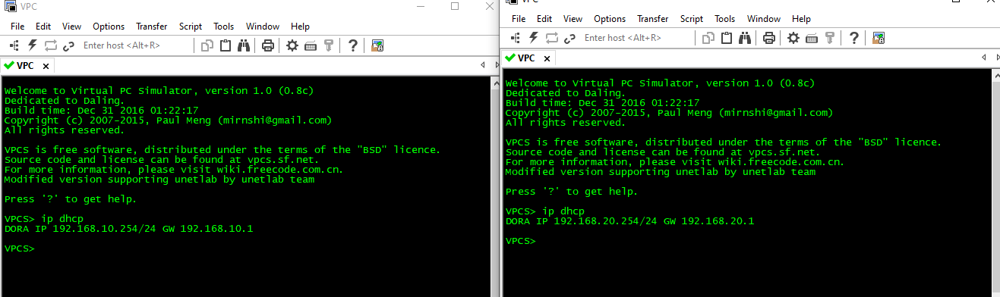 VPC
File Edit View Options Transfer Script Tools Window Help
Enter host <Alt+R>
VPC
Welcome to Virtual PC Simulator, version 1.0 (0.8c)
Dedicated to Daling.
Build time: Dec 31 2016 01:22:17
Copyright (c) 2007-2015, Paul Meng (mirnshi@gmail.com)
All rights reserved.
VPCS is free software, distributed under the terms of the "BSD" licence.
Source code and license can be found at vpcs.sf.net.
For more information, please visit wiki.freecode.com.cn.
Modified version supporting unetlab by unetlab team
Press '?' to get help.
VPCS> ip dhcp
DORA IP 192.168.10.254/24 GW 192.168.10.1
VPCS>
VPC
File Edit View Options Transfer Script Tools Window Help
Enter host <Alt+R>
VPC
Welcome to Virtual PC Simulator, version 1.0 (0.8c)
Dedicated to Daling.
Build time: Dec 31 2016 01:22:17
Copyright (c) 2007-2015, Paul Meng (mirnshi@gmail.com)
All rights reserved.
VPCS is free software, distributed under the terms of the "BSD" licence.
Source code and license can be found at vpcs.sf.net.
For more information, please visit wiki.freecode.com.cn.
Modified version supporting unetlab by unetlab team
Press '?' to get help.
VPCS> ip dhcp
DORA IP 192.168.20.254/24 GW 192.168.20.1
VPCS>